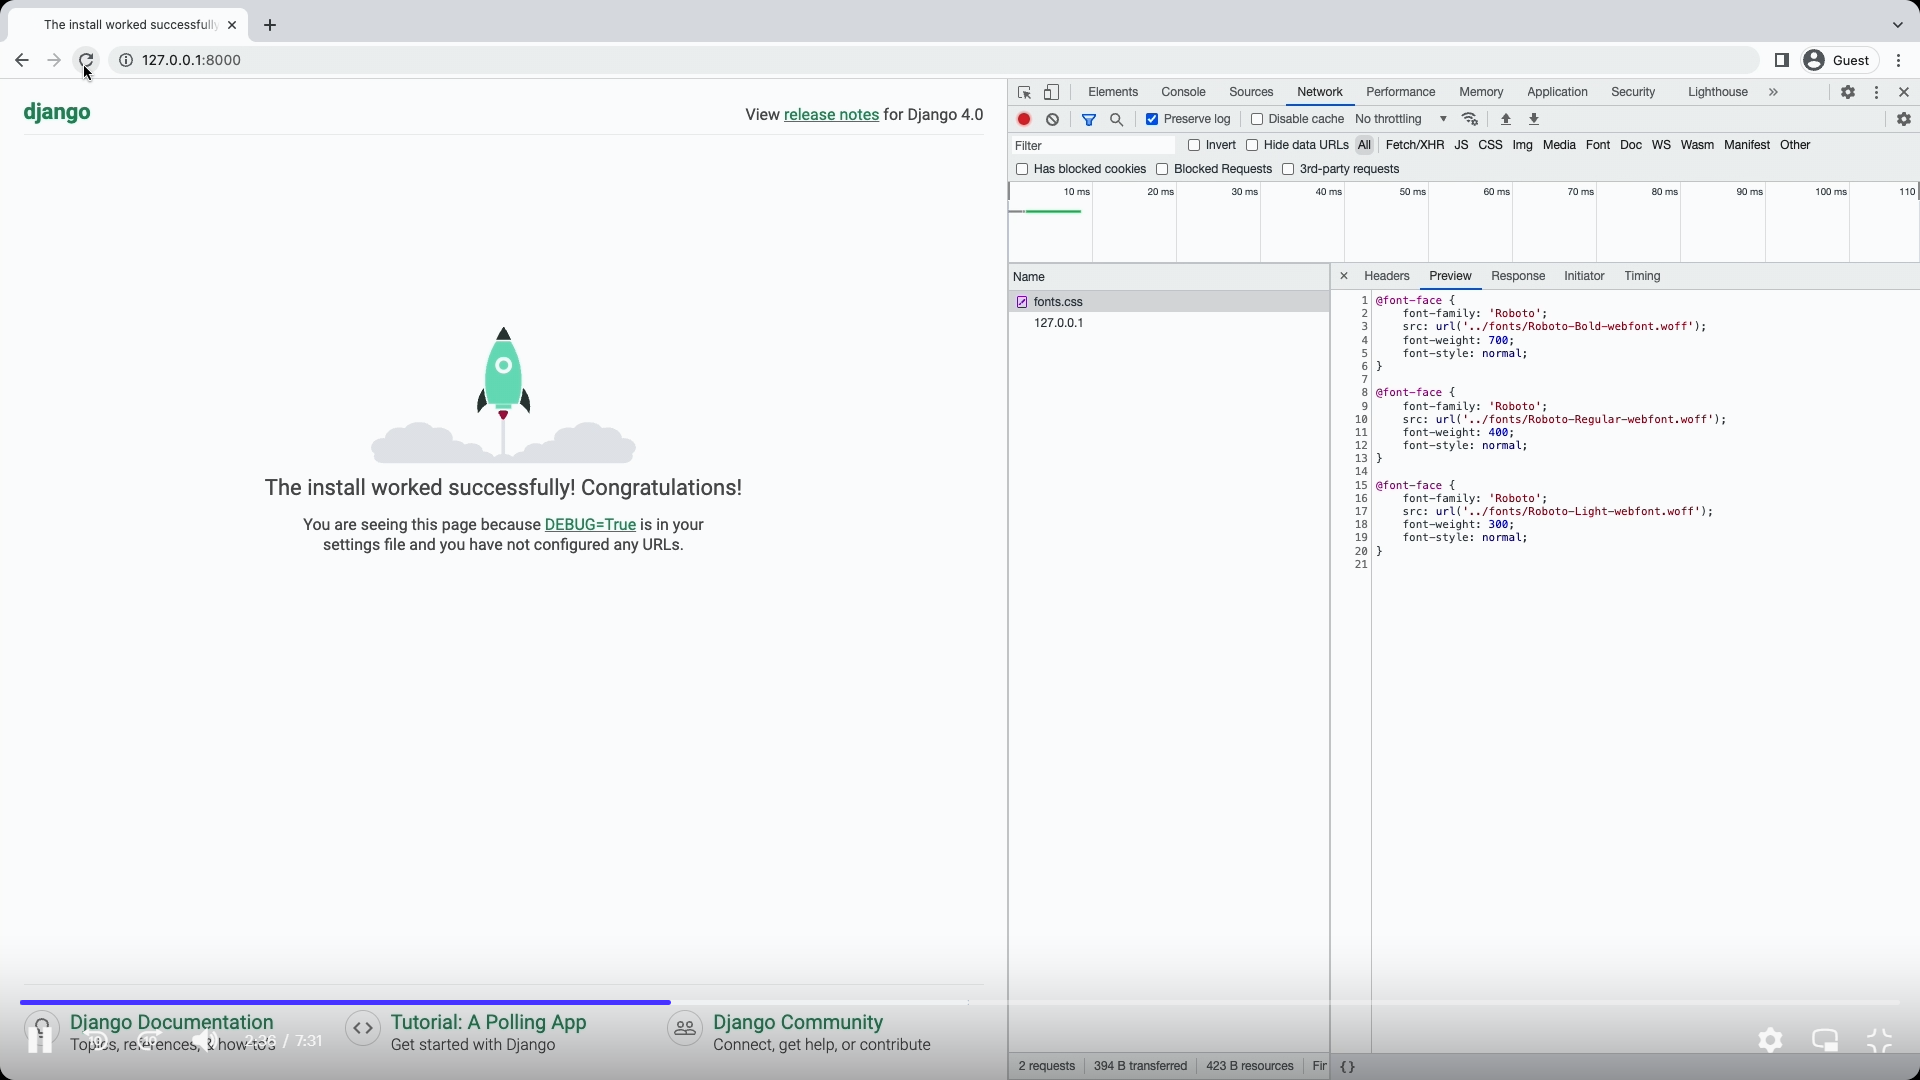 The install worked successfully
127.0.0.1:8000
Guest
django
View release notes for Django 4.0
The install worked successfully! Congratulations!
You are seeing this page because DEBUG=True is in your
settings file and you have not configured any URLs.
Django Documentation
Topics, references, & how-to's
Tutorial: A Polling App
Get started with Django
Django Community
Connect, get help, or contribute
2:36 / 7:31
Elements Console Sources Network Performance Memory Application Security Lighthouse
Preserve log Disable cache No throttling
Filter Invert Hide data URLs All Fetch/XHR JS CSS Img Media Font Doc WS Wasm Manifest Other
Has blocked cookies Blocked Requests 3rd-party requests
10 ms 20 ms 30 ms 40 ms 50 ms 60 ms 70 ms 80 ms 90 ms 100 ms 110
Name
fonts.css
127.0.0.1
Headers Preview Response Initiator Timing
1 @font-face {
2 font-family: 'Roboto';
3 src: url('../fonts/Roboto-Bold-webfont.woff');
4 font-weight: 700;
5 font-style: normal;
6 }
7
8 @font-face {
9 font-family: 'Roboto';
10 src: url('../fonts/Roboto-Regular-webfont.woff');
11 font-weight: 400;
12 font-style: normal;
13 }
14
15 @font-face {
16 font-family: 'Roboto';
17 src: url('../fonts/Roboto-Light-webfont.woff');
18 font-weight: 300;
19 font-style: normal;
20 }
21
2 requests 394 B transferred 423 B resources Fir
{}